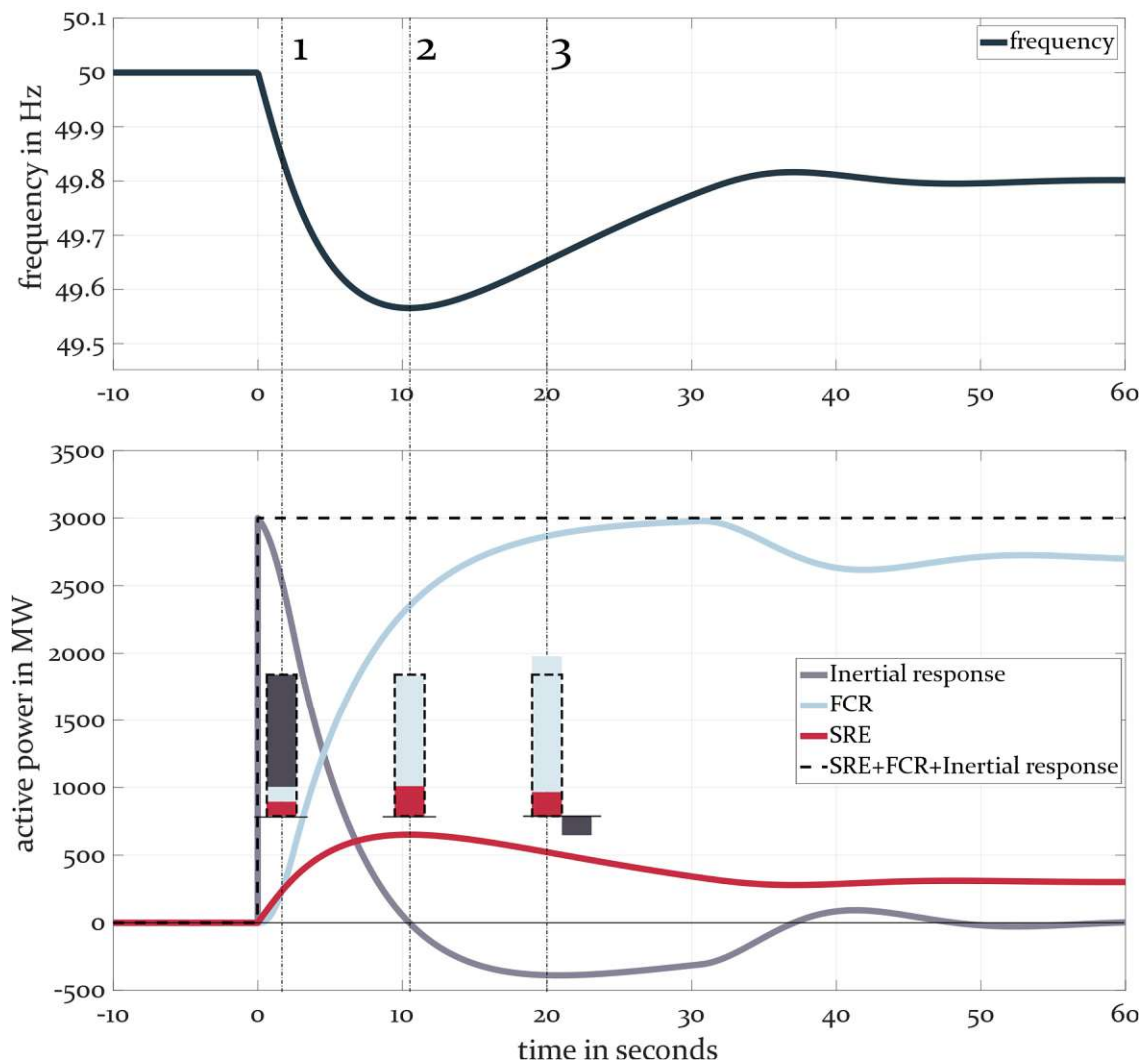 50.1
50
49.9
49.8
49.7
49.6
49.5
frequency in Hz
1
2
3
frequency
-10 0 10 20 30 40 50 60
3500
3000
2500
2000
1500
1000
500
0
-500
active power in MW
Inertial response
FCR
SRE
SRE+FCR+Inertial response
-10 0 10 20 30 40 50 60
time in seconds